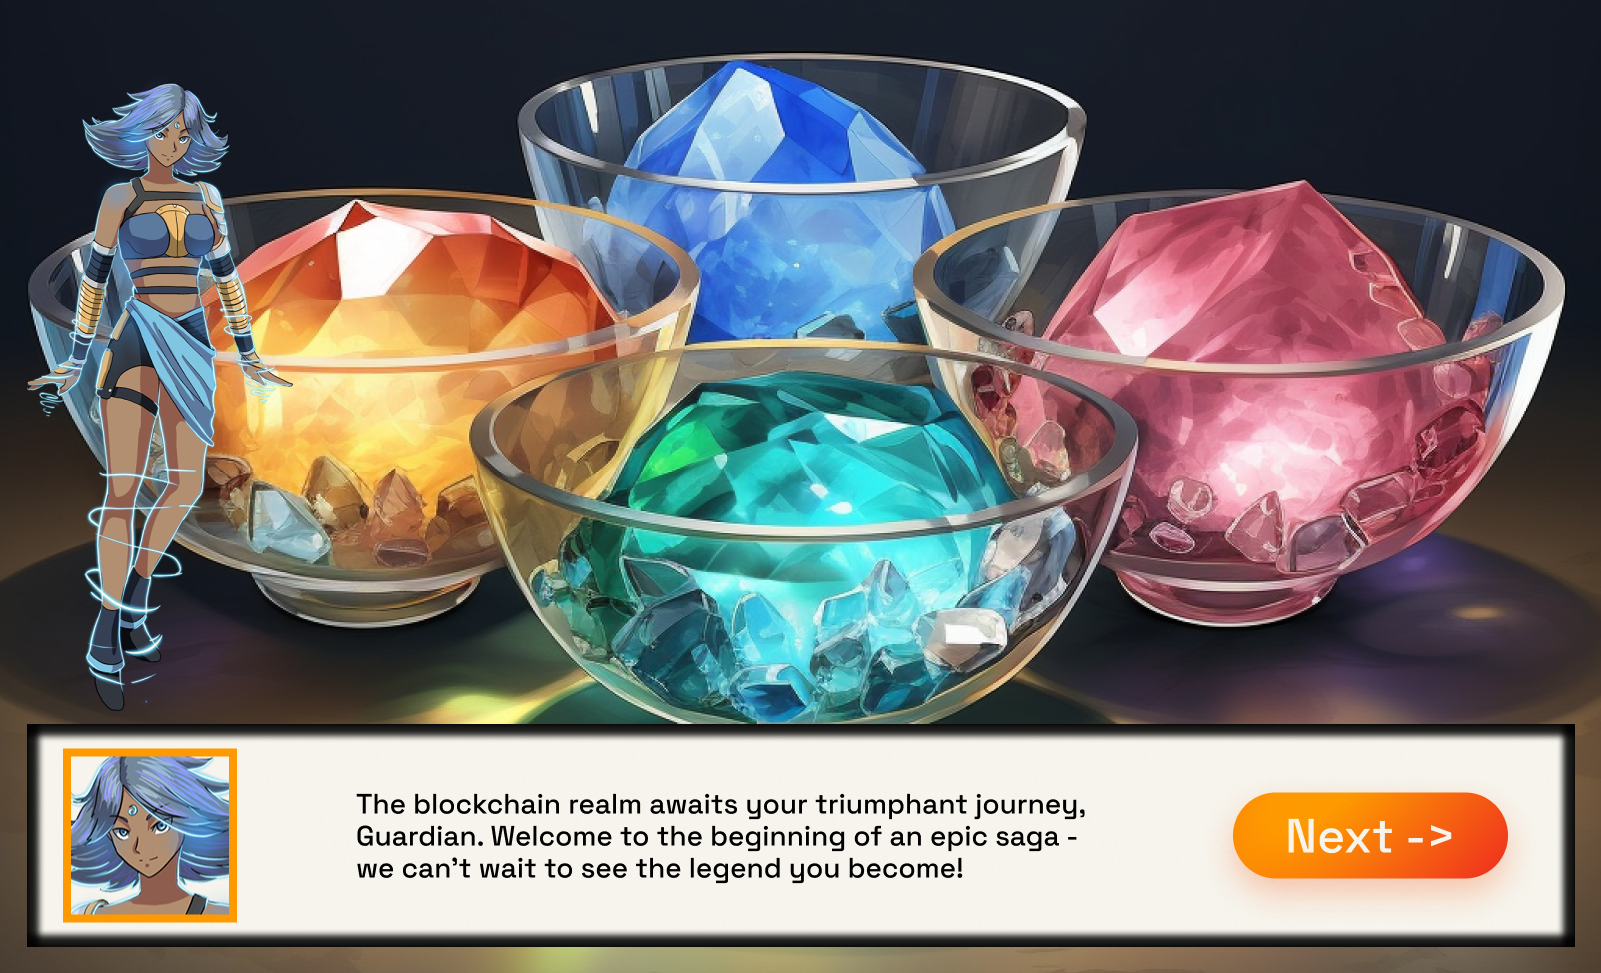 The blockchain realm awaits your triumphant journey,
Guardian. Welcome to the beginning of an epic saga -
we can't wait to see the legend you become!
Next ->